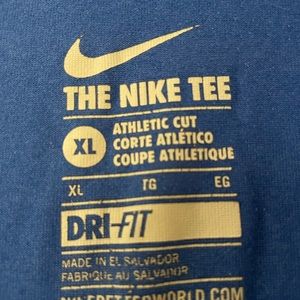 THE NIKE TEE
XL
ATHLETIC CUT
CORTE ATLÉTICO
COUPE ATHLÉTIQUE
XL TG EG
DRI-FIT
MADE IN EL SALVADOR
FABRIQUÉ AU SALVADOR